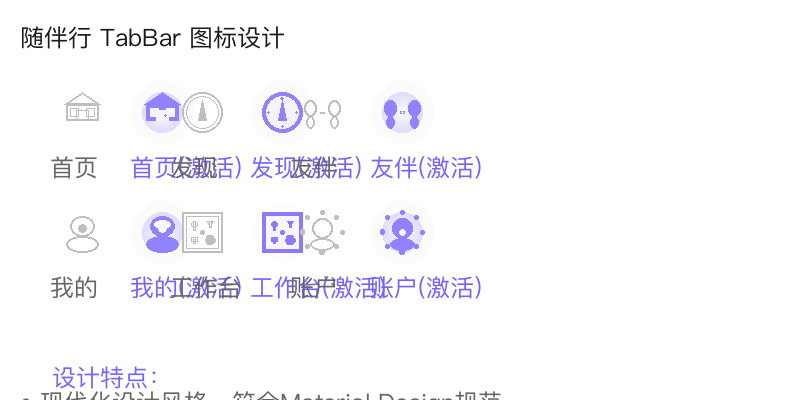 随伴行 TabBar 图标设计
首页 首页(激活) 发现 发现(激活) 友伴 友伴(激活)
我的 我的(激活) 工作台 工作台(激活) 账户 账户(激活)
设计特点：
• 现代化设计风格，符合Material Design规范